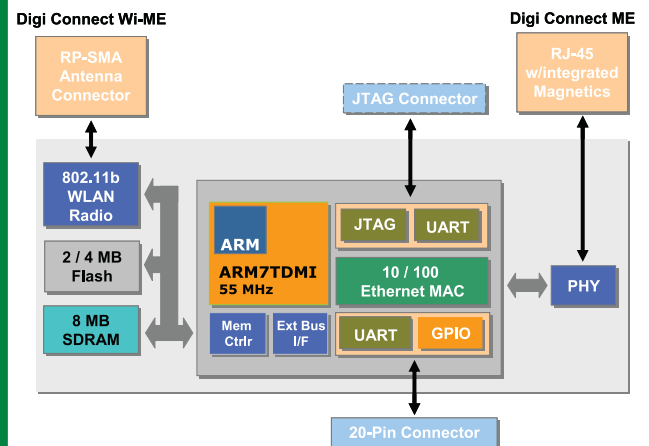 Digi Connect Wi-ME
Digi Connect ME
RP-SMA
Antenna
Connector
JTAG Connector
RJ-45
w/integrated
Magnetics
802.11b
WLAN
Radio
2 / 4 MB
Flash
8 MB
SDRAM
ARM
ARM7TDMI
55 MHz
Mem
Ctrlr
Ext Bus
I/F
JTAG
UART
10 / 100
Ethernet MAC
UART
GPIO
PHY
20-Pin Connector